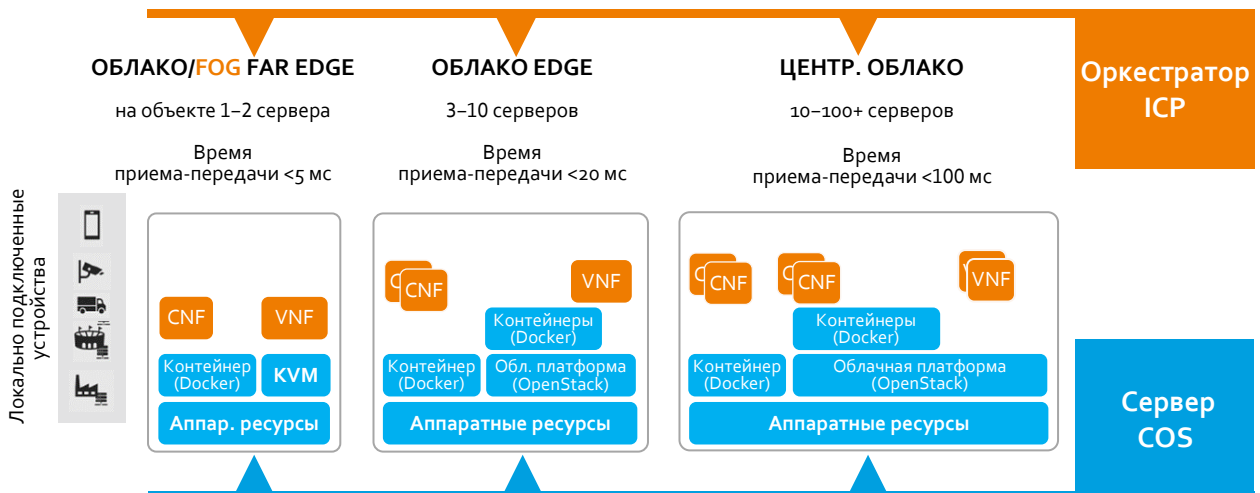 ОБЛАКО/FOG FAR EDGE
на объекте 1–2 сервера
Время
приема-передачи <5 мс
ОБЛАКО EDGE
3–10 серверов
Время
приема-передачи <20 мс
ЦЕНТР. ОБЛАКО
10–100+ серверов
Время
приема-передачи <100 мс
Оркестратор
ICP
Локально подключенные
устройства
CNF
VNF
Контейнер
(Docker)
KVM
Аппар. ресурсы
CNF
VNF
Контейнеры
(Docker)
Контейнер
(Docker)
Обл. платформа
(OpenStack)
Аппаратные ресурсы
CNF
CNF
VNF
Контейнеры
(Docker)
Контейнер
(Docker)
Облачная платформа
(OpenStack)
Аппаратные ресурсы
Сервер
COS